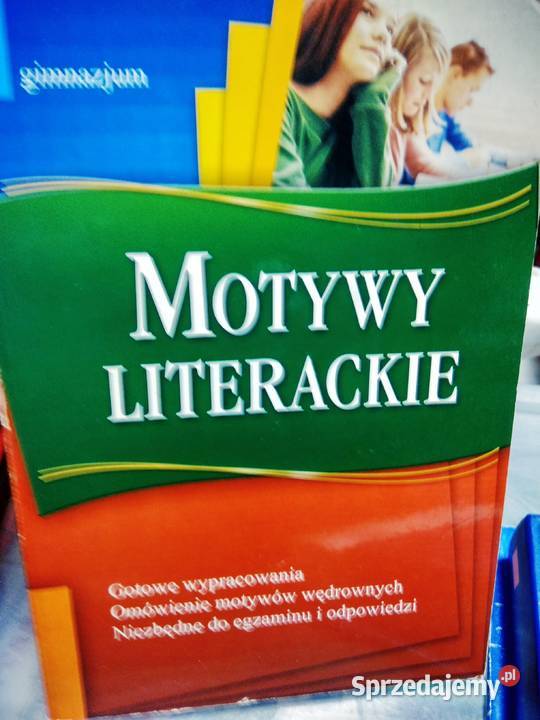 gimnazjum
MOTYWY
LITERACKIE
Gotowe wypracowania
Omówienie motywów wędrownych
Niezbędne do egzaminu i odpowiedzi
Sprzedajemy.pl